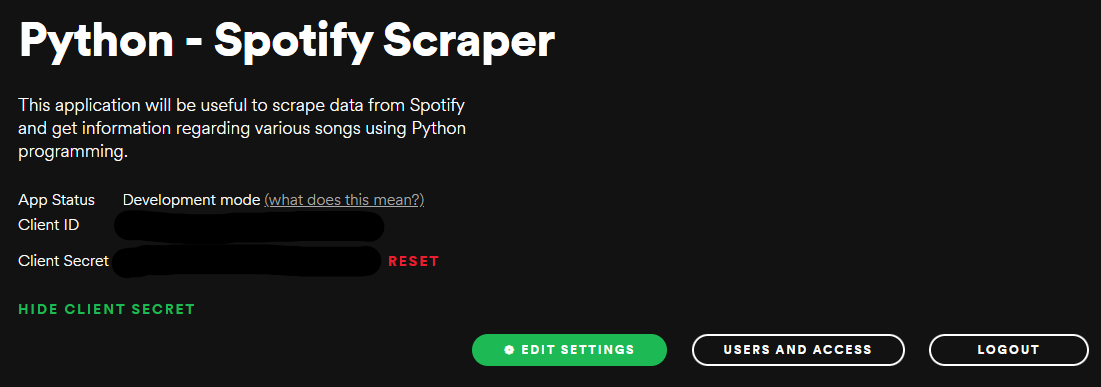 Python - Spotify Scraper
This application will be useful to scrape data from Spotify
and get information regarding various songs using Python
programming.
App Status Development mode (what does this mean?)
Client ID
Client Secret RESET
HIDE CLIENT SECRET
EDIT SETTINGS USERS AND ACCESS LOGOUT